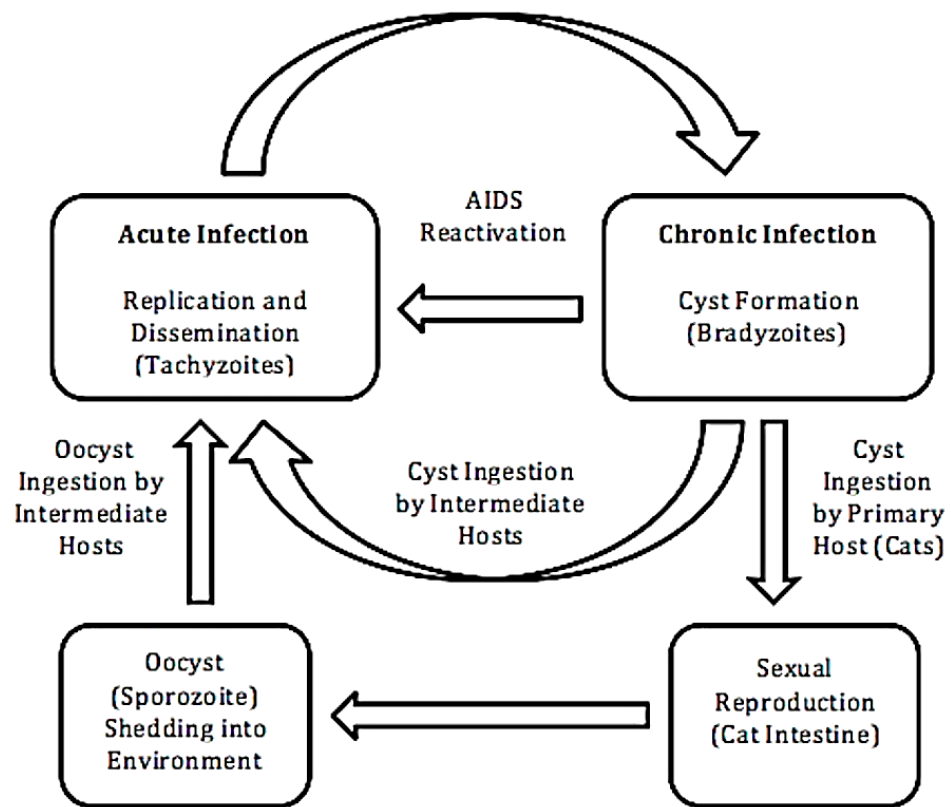 Acute Infection
Replication and
Dissemination
(Tachyzoites)
AIDS
Reactivation
Chronic Infection
Cyst Formation
(Bradyzoites)
Oocyst
Ingestion by
Intermediate
Hosts
Cyst Ingestion
by Intermediate
Hosts
Cyst
Ingestion
by Primary
Host (Cats)
Oocyst
(Sporozoite)
Shedding into
Environment
Sexual
Reproduction
(Cat Intestine)